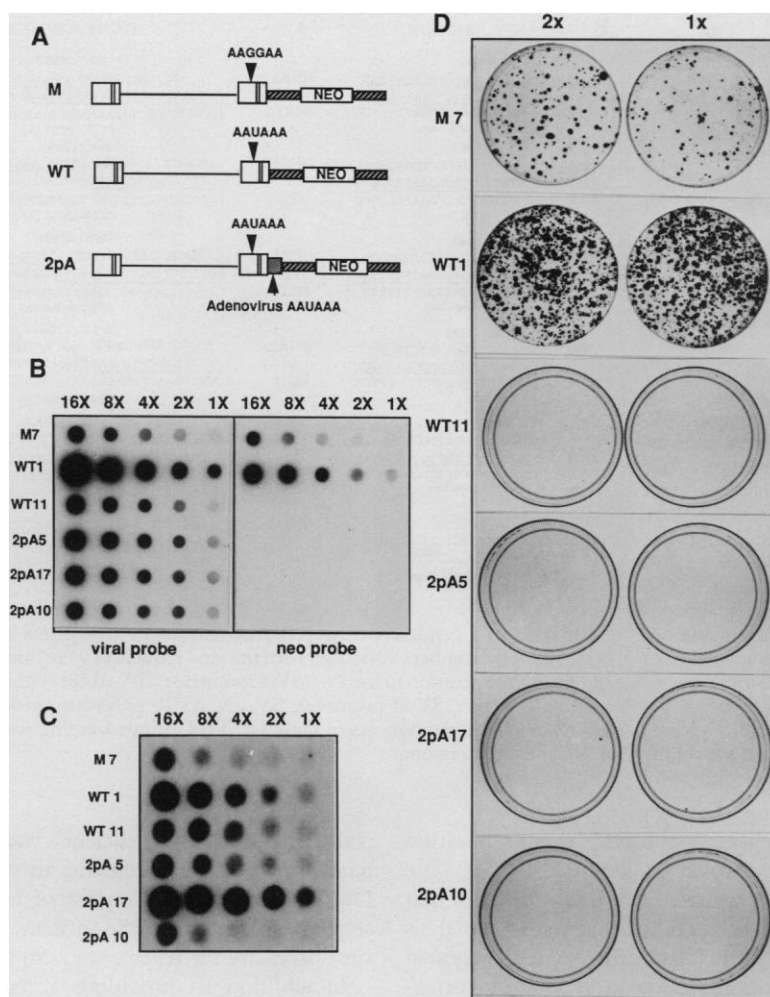 A
AAGGAA
M
NEO
AAUAAA
WT
NEO
AAUAAA
2pA
NEO
Adenovirus AAUAAA
B
16X 8X 4X 2X 1X 16X 8X 4X 2X 1X
M7
WT1
WT11
2pA5
2pA17
2pA10
viral probe neo probe
C
16X 8X 4X 2X 1X
M 7
WT 1
WT 11
2pA 5
2pA 17
2pA 10
D
2x 1x
M 7
WT1
WT11
2pA5
2pA17
2pA10